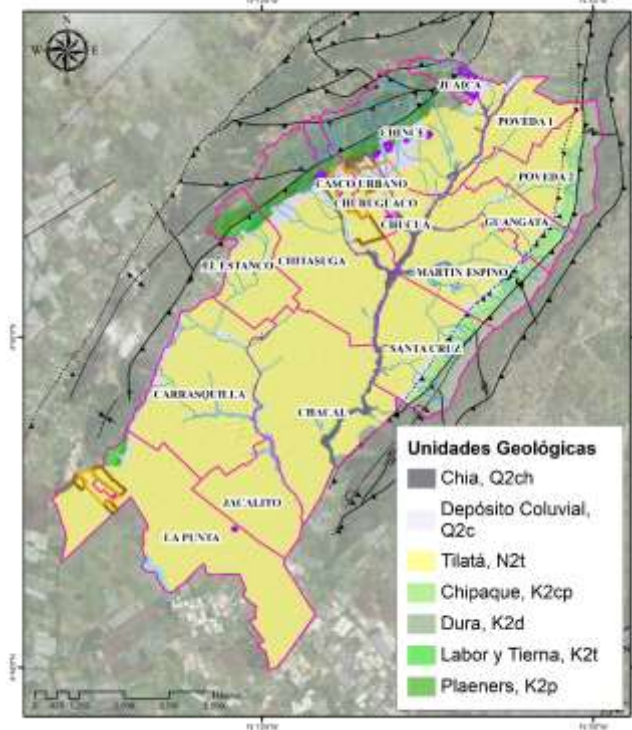 N
W E
S
JUAICA
POVEDA 1
CHINCE
POVEDA 2
CASCO URBANO
CHURUGUACO
GUANGATA
CHUCUA
EL ESTANCO
CHITASUGA
MARTIN ESPINO
SANTA CRUZ
CARRASQUILLA
CHACAL
JACALITO
LA PUNTA
Unidades Geológicas
Chia, Q2ch
Depósito Coluvial,
Q2c
Tilatá, N2t
Chipaque, K2cp
Dura, K2d
Labor y Tierna, K2t
Plaeners, K2p